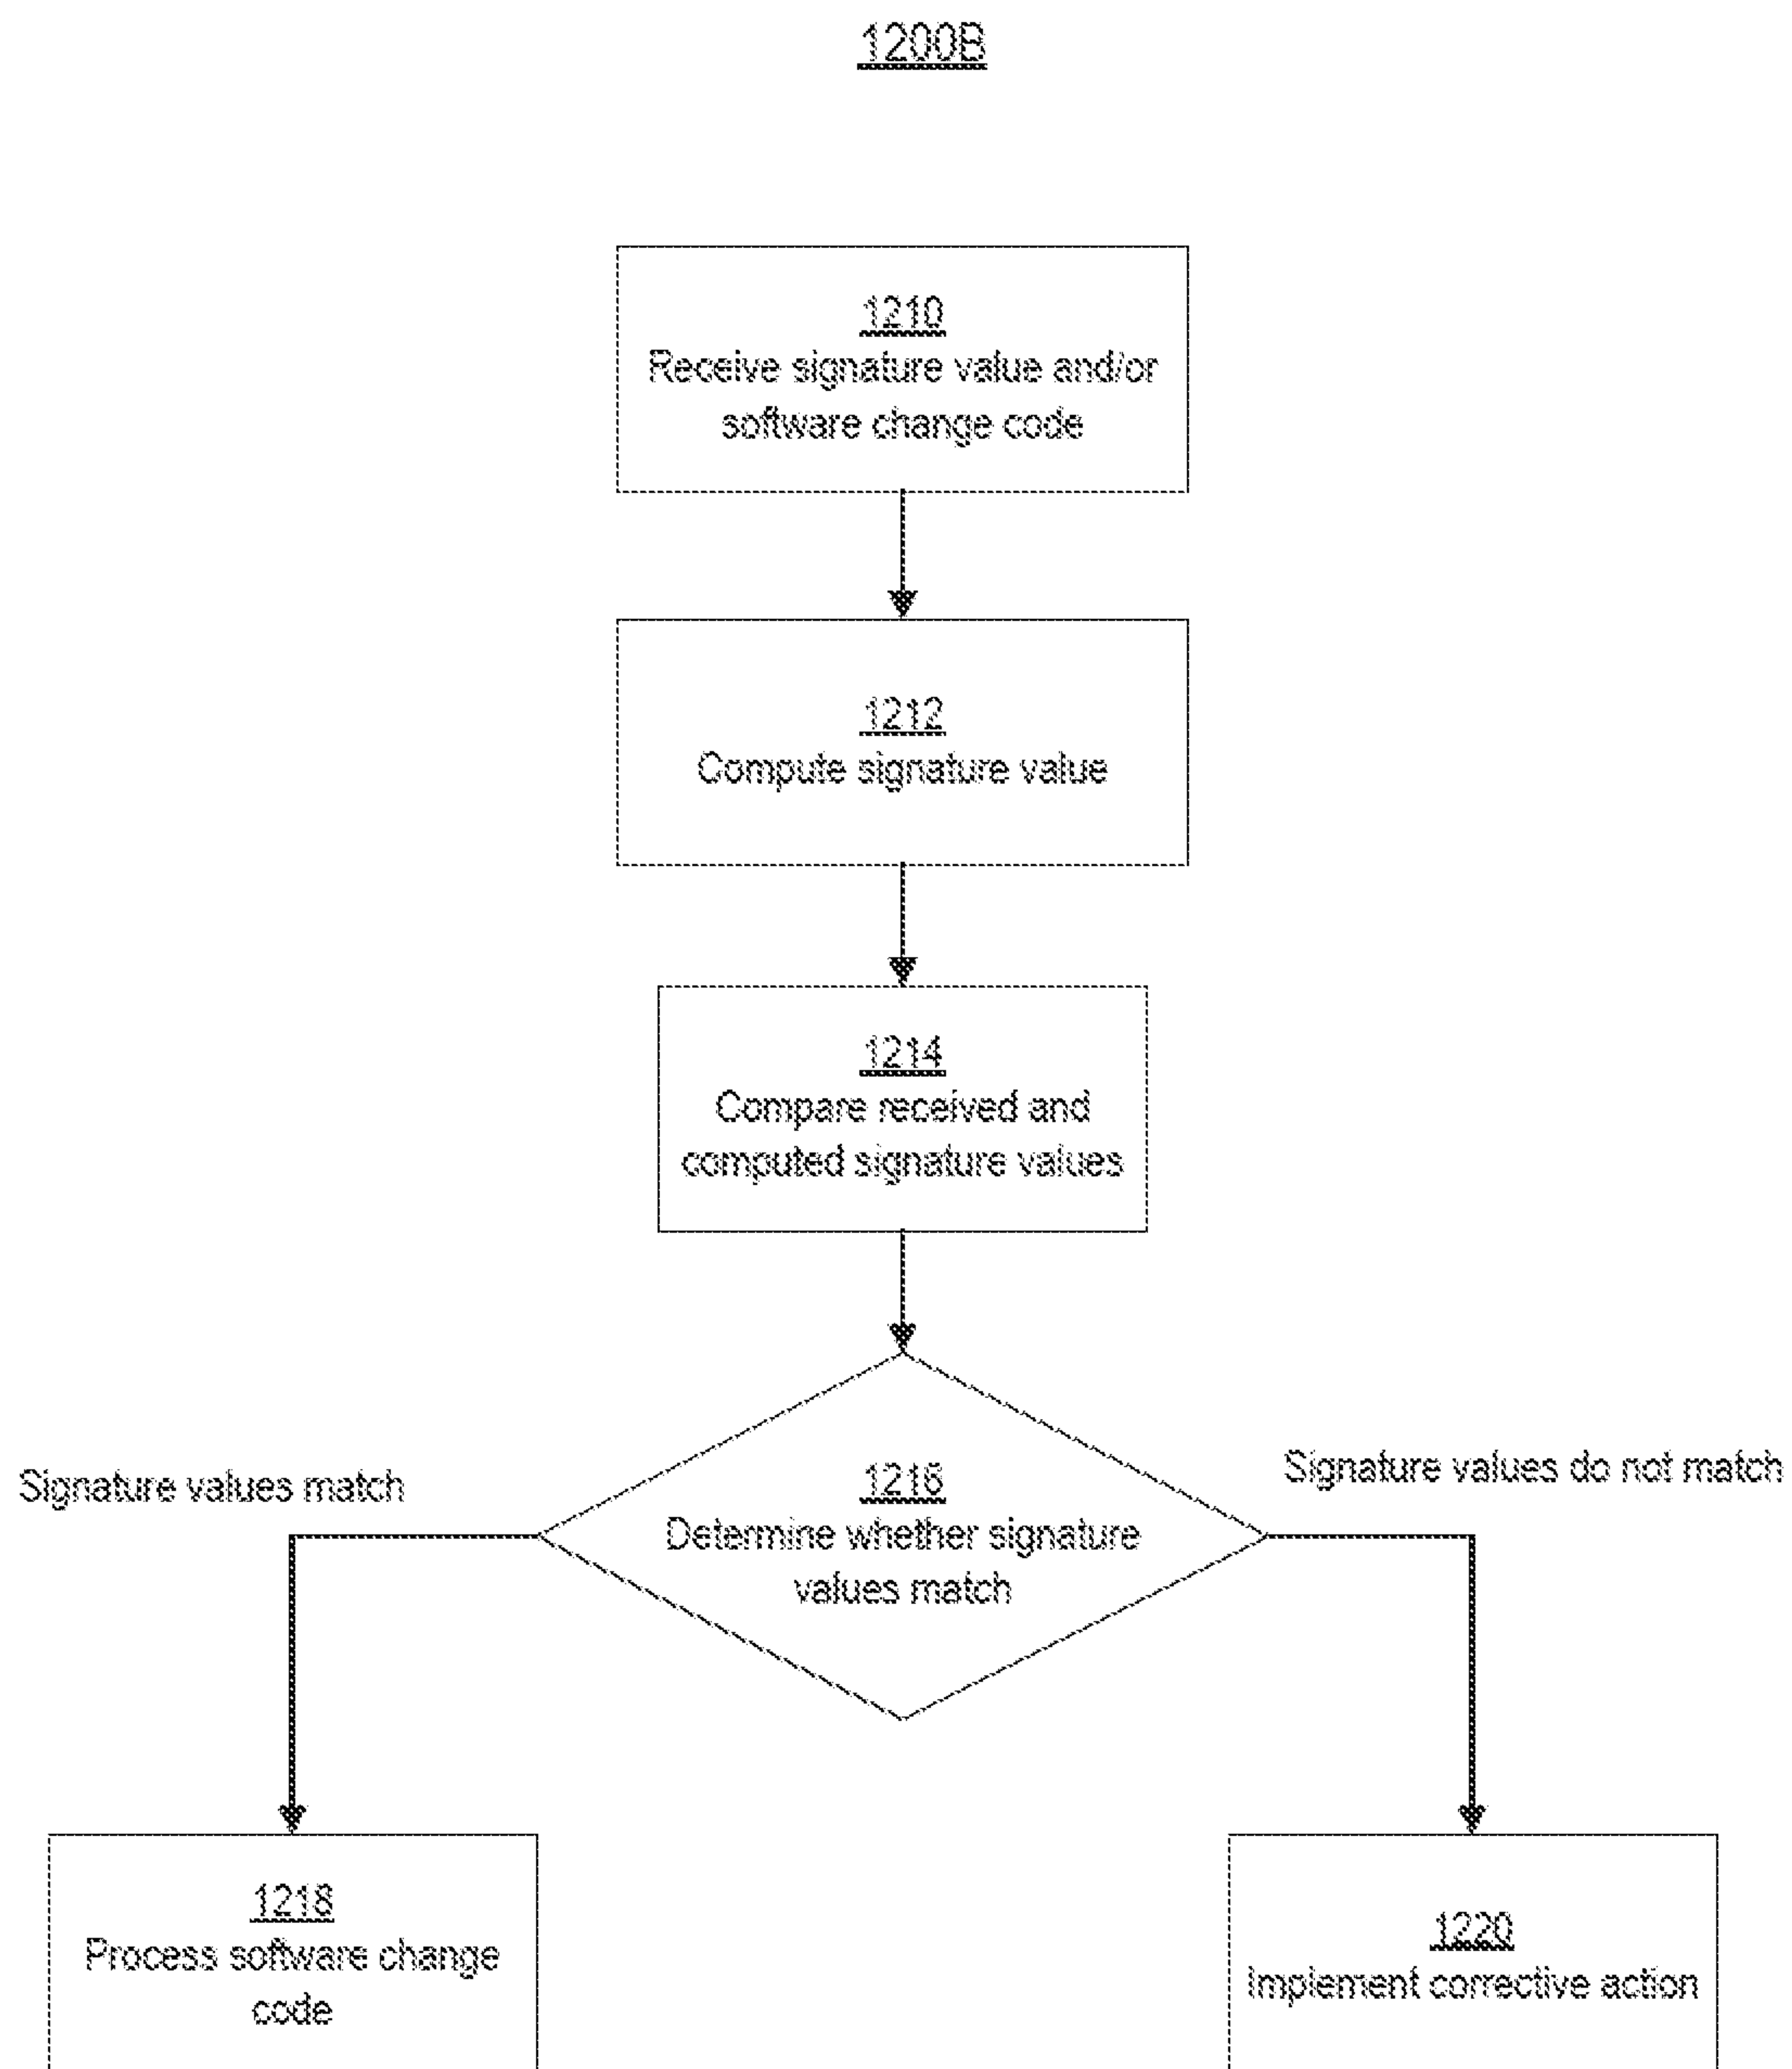 1200B
1210
Receive signature value and/or
software change code
1212
Compute signature value
1214
Compare received and
computed signature values
Signature values match
1216
Determine whether signature
values match
Signature values do not match
1218
Process software change
code
1220
Implement corrective action